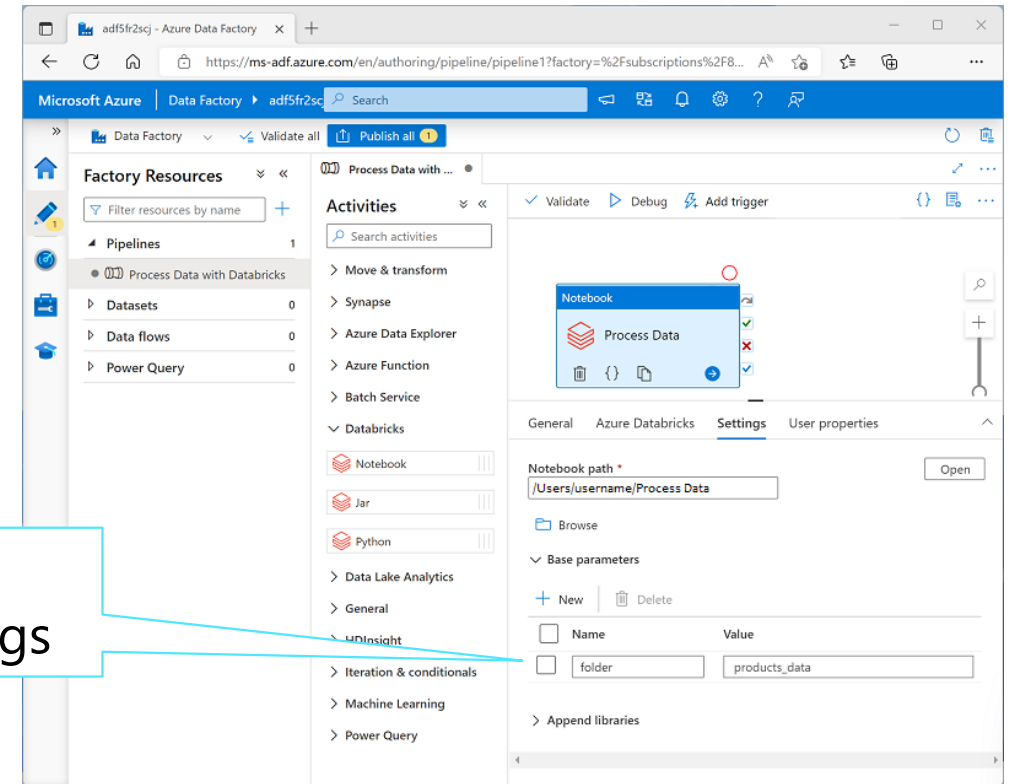 adf5fr2scj - Azure Data Factory
https://ms-adf.azure.com/en/authoring/pipeline/pipeline1?factory=%2Fsubscriptions%2F8...
Microsoft Azure Data Factory adf5fr2sc Search
Data Factory Validate all Publish all 1
Factory Resources
Filter resources by name
1
Pipelines 1
Process Data with Databricks
Datasets 0
Data flows 0
Power Query 0
Process Data with ...
Activities
Search activities
Move & transform
Synapse
Azure Data Explorer
Azure Function
Batch Service
Databricks
Notebook
Jar
Python
Data Lake Analytics
General
HDInsight
Iteration & conditionals
Machine Learning
Power Query
Validate Debug Add trigger
Notebook
Process Data
General Azure Databricks Settings User properties
Notebook path *
Open
/Users/username/Process Data
Browse
Base parameters
New Delete
Name Value
folder products_data
Append libraries
gs